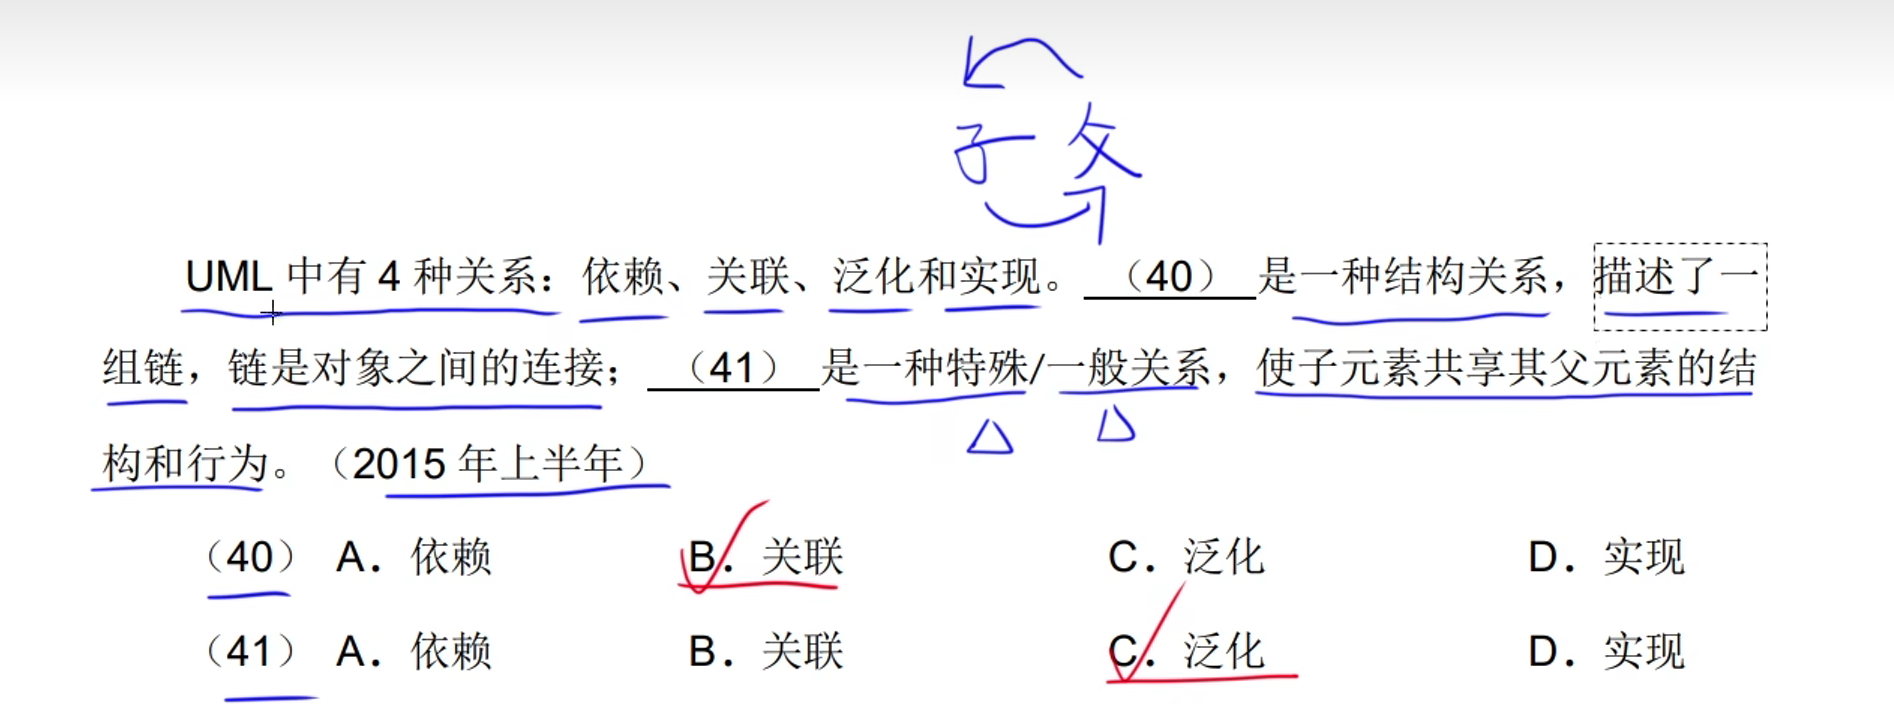 子 父
UML 中有 4 种关系：依赖、关联、泛化和实现。 （40） 是一种结构关系，描述了一
组链，链是对象之间的连接； （41） 是一种特殊/一般关系，使子元素共享其父元素的结
构和行为。（2015 年上半年）
（40） A．依赖 B．关联 C．泛化 D．实现
（41） A．依赖 B．关联 C．泛化 D．实现